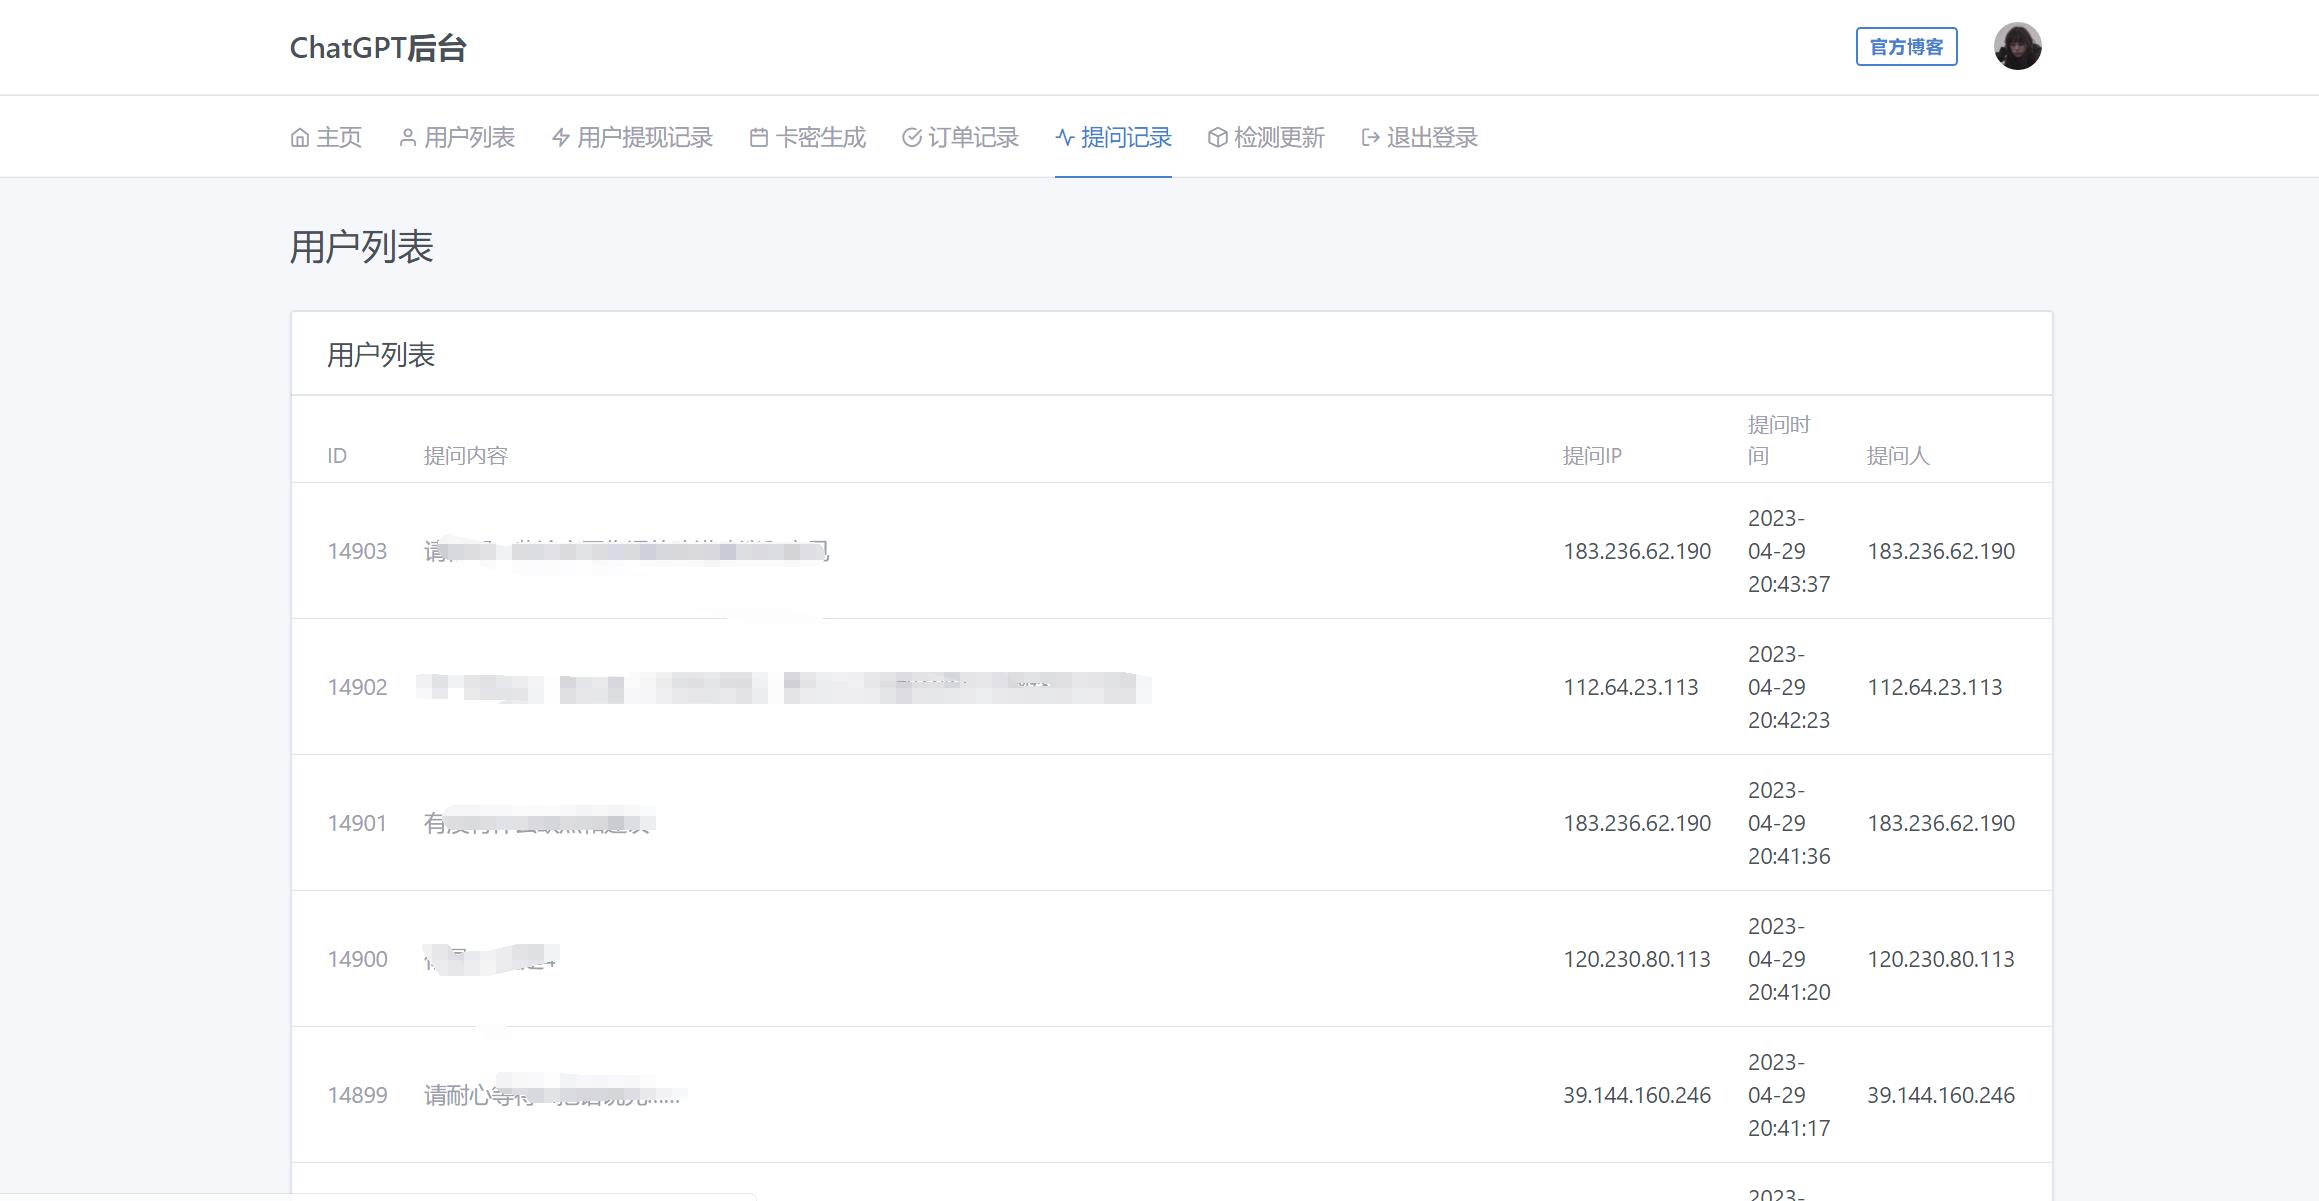 ChatGPT后台
官方博客
主页 用户列表 用户提现记录 卡密生成 订单记录 提问记录 检测更新 退出登录
用户列表
用户列表
ID 提问内容 提问IP 提问时间 提问人
14903 请 183.236.62.190 2023-04-29 20:43:37 183.236.62.190
14902 112.64.23.113 2023-04-29 20:42:23 112.64.23.113
14901 有 183.236.62.190 2023-04-29 20:41:36 183.236.62.190
14900 120.230.80.113 2023-04-29 20:41:20 120.230.80.113
14899 请耐心等待 39.144.160.246 2023-04-29 20:41:17 39.144.160.246
2023-